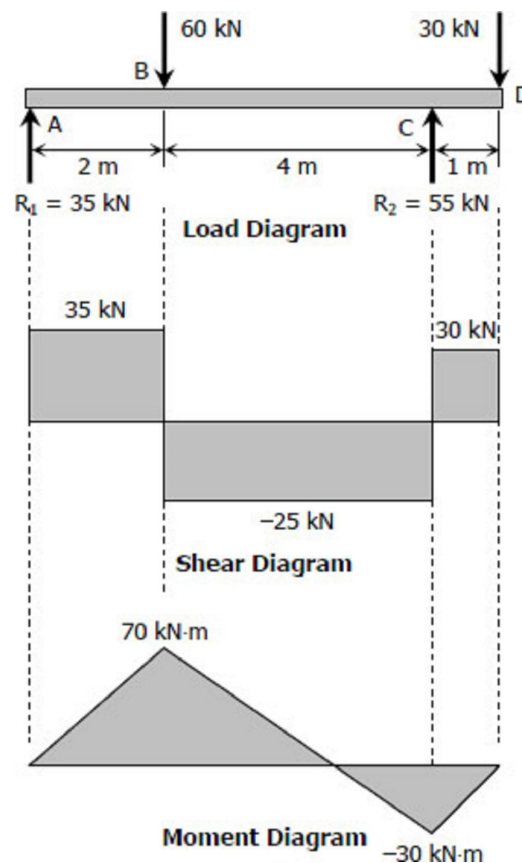 60 kN 30 kN
B D
A C
2 m 4 m 1 m
R₁ = 35 kN R₂ = 55 kN
Load Diagram
35 kN
30 kN
−25 kN
Shear Diagram
70 kN·m
Moment Diagram
−30 kN·m